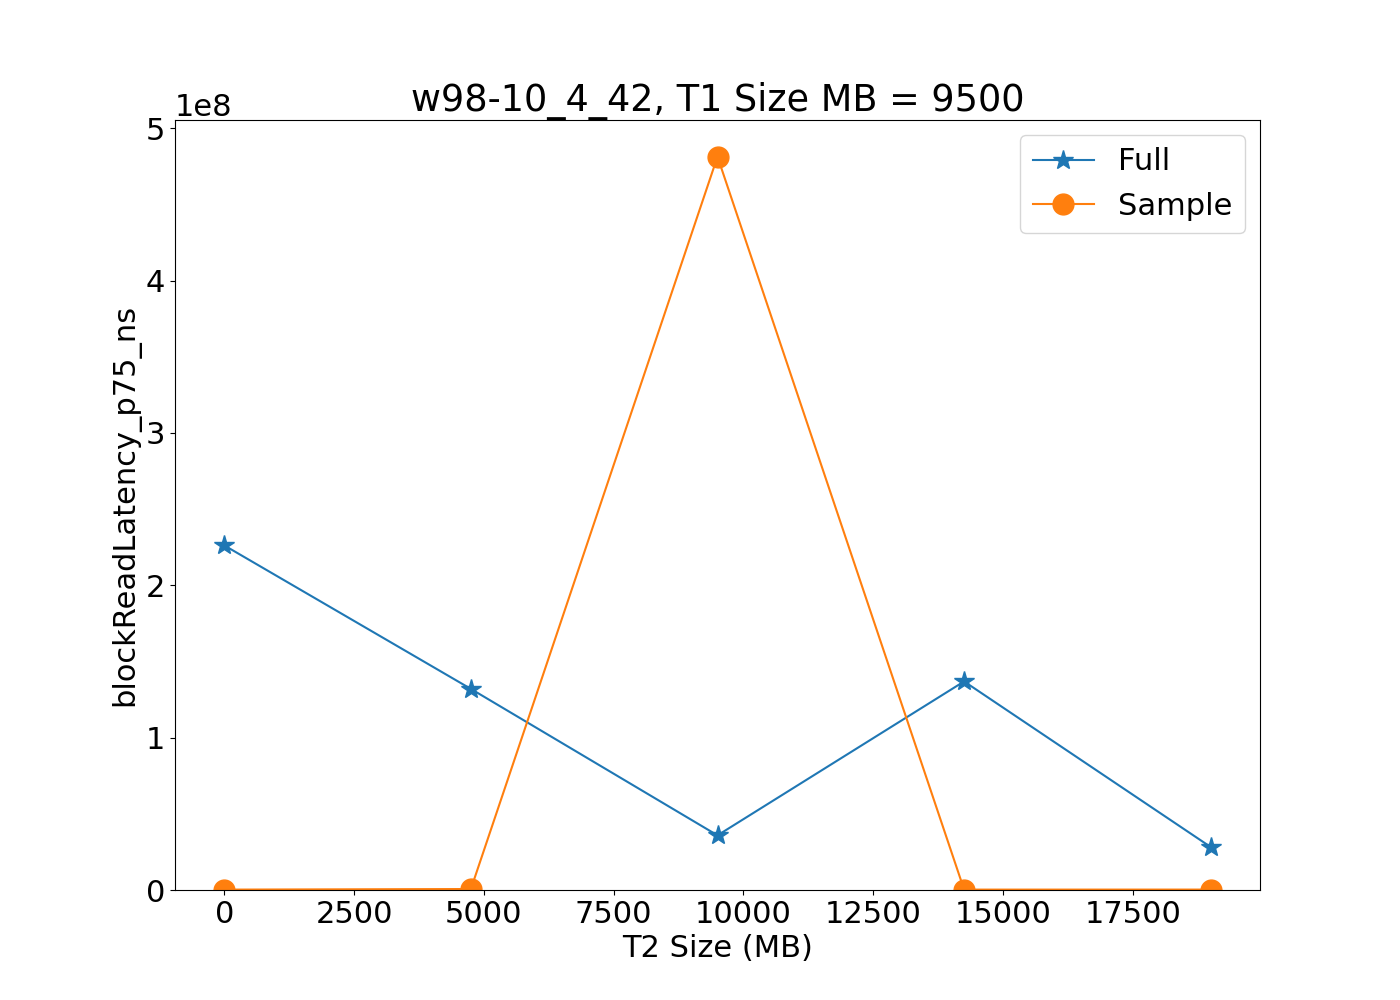 w98-10_4_42, T1 Size MB = 9500
1e8
Full
Sample
5
4
3
2
1
0
blockReadLatency_p75_ns
0 2500 5000 7500 10000 12500 15000 17500
T2 Size (MB)